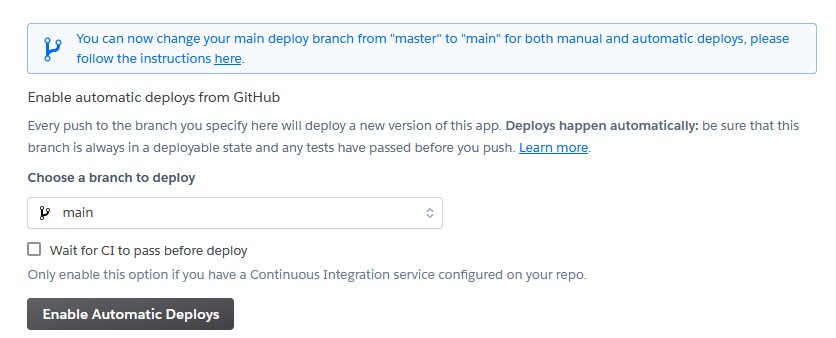 You can now change your main deploy branch from "master" to "main" for both manual and automatic deploys, please
follow the instructions here.
Enable automatic deploys from GitHub
Every push to the branch you specify here will deploy a new version of this app. Deploys happen automatically: be sure that this
branch is always in a deployable state and any tests have passed before you push. Learn more.
Choose a branch to deploy
main
Wait for CI to pass before deploy
Only enable this option if you have a Continuous Integration service configured on your repo.
Enable Automatic Deploys